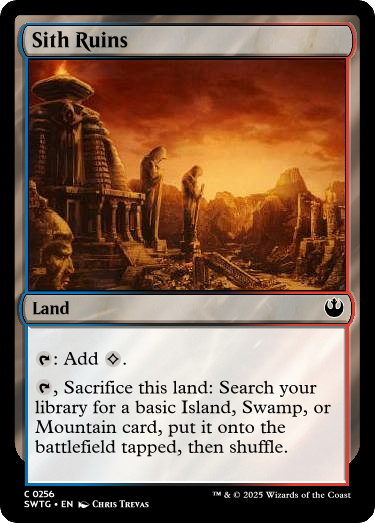 Sith Ruins
Land
: Add .
, Sacrifice this land: Search your
library for a basic Island, Swamp, or
Mountain card, put it onto the
battlefield tapped, then shuffle.
C 0256
SWTG • EN Chris Trevas
™ & © 2025 Wizards of the Coast